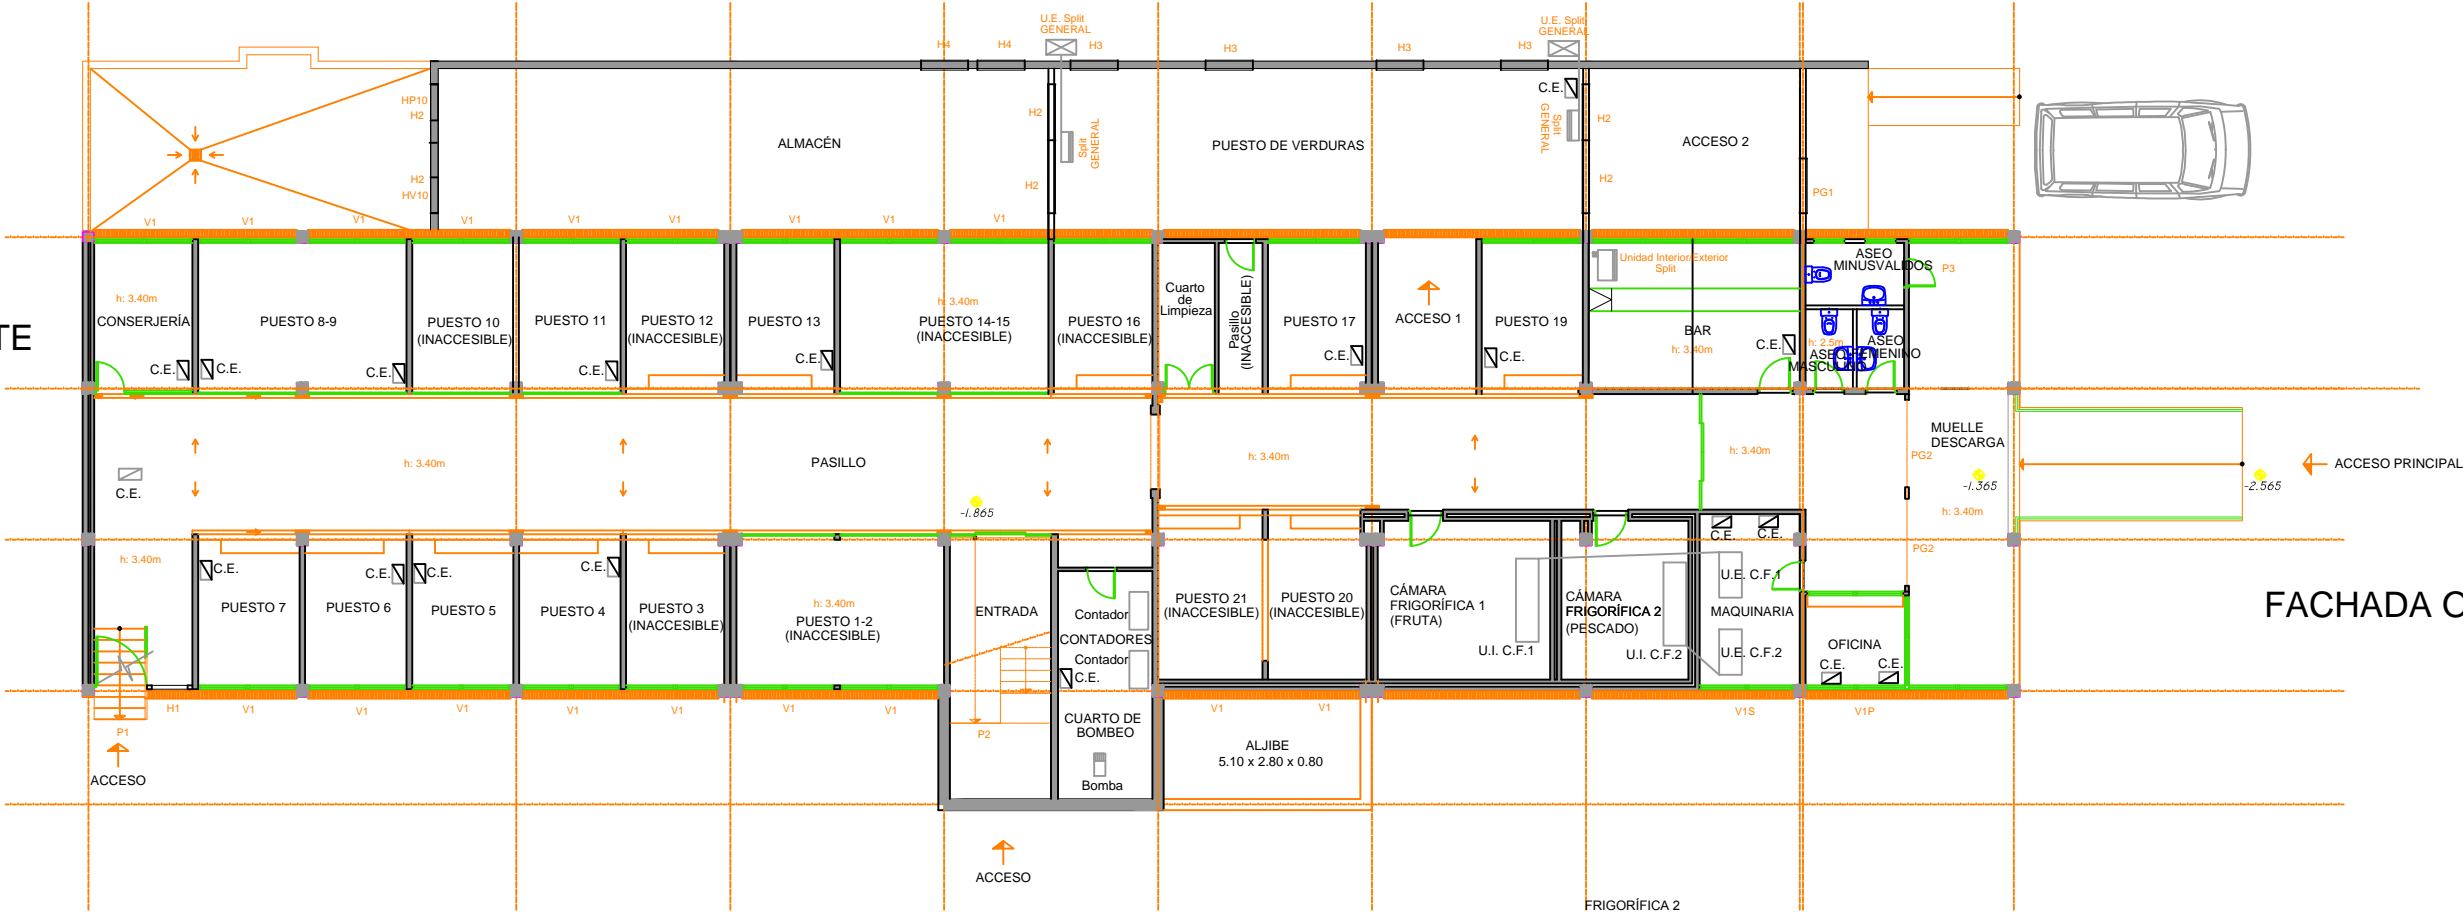 U.E. Split
GENERAL
U.E. Split
GENERAL
H4
H4
H3
H3
H3
H3
HP10
H2
H2
HV10
ALMACÉN
H2
H2
Split
GENERAL
PUESTO DE VERDURAS
C.E.
Split
GENERAL
H2
H2
ACCESO 2
PG1
V1
V1
V1
V1
V1
V1
V1
V1
V1
TE
h: 3.40m
CONSERJERÍA
C.E.
PUESTO 8-9
C.E.
C.E.
PUESTO 10
(INACCESIBLE)
PUESTO 11
C.E.
PUESTO 12
(INACCESIBLE)
PUESTO 13
C.E.
h: 3.40m
PUESTO 14-15
(INACCESIBLE)
PUESTO 16
(INACCESIBLE)
Cuarto
de
Limpieza
Pasillo
(INACCESIBLE)
PUESTO 17
C.E.
ACCESO 1
PUESTO 19
C.E.
Unidad Interior/Exterior
Split
BAR
h: 3.40m
C.E.
ASEO
MINUSVALIDOS
P3
h: 2.5m
ASEO
MASCULINO
ASEO
FEMENINO
C.E.
h: 3.40m
PASILLO
-1.865
h: 3.40m
h: 3.40m
MUELLE
DESCARGA
PG2
-1.365
h: 3.40m
PG2
ACCESO PRINCIPAL
-2.565
h: 3.40m
C.E.
PUESTO 7
C.E.
PUESTO 6
C.E.
PUESTO 5
C.E.
PUESTO 4
PUESTO 3
(INACCESIBLE)
h: 3.40m
PUESTO 1-2
(INACCESIBLE)
ENTRADA
Contador
CONTADORES
Contador
C.E.
PUESTO 21
(INACCESIBLE)
PUESTO 20
(INACCESIBLE)
CÁMARA
FRIGORÍFICA 1
(FRUTA)
U.I. C.F.1
CÁMARA
FRIGORÍFICA 2
(PESCADO)
U.I. C.F.2
C.E.
C.E.
U.E. C.F.1
MAQUINARIA
U.E. C.F.2
OFICINA
C.E.
C.E.
FACHADA O
H1
V1
V1
V1
V1
V1
V1
V1
V1
V1
V1S
V1P
P1
ACCESO
P2
CUARTO DE
BOMBEO
Bomba
ALJIBE
5.10 x 2.80 x 0.80
ACCESO
FRIGORÍFICA 2